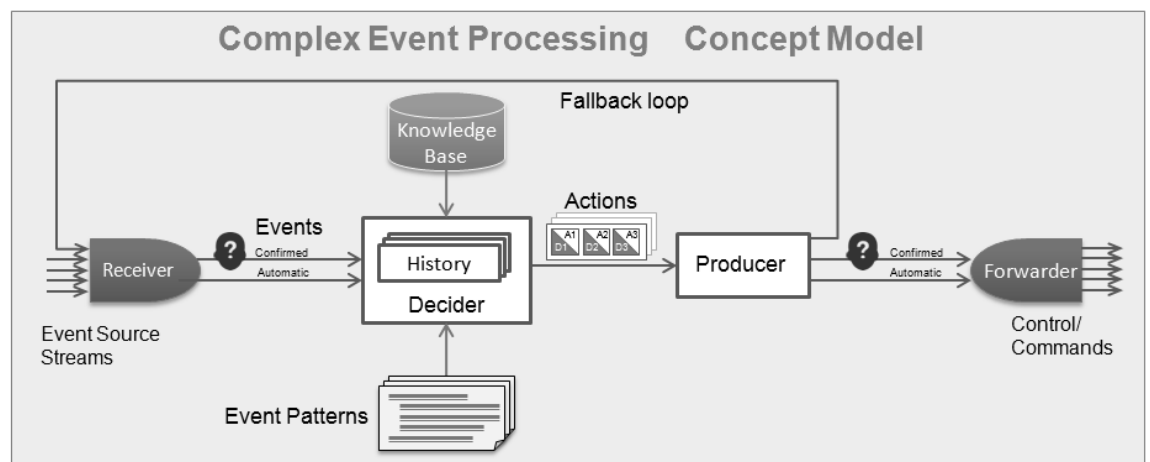 Complex Event Processing Concept Model
Fallback loop
Knowledge
Base
Actions
A1 A2 A3
D1 D2 D3
Events
?
Confirmed
Automatic
Receiver
History
Decider
Producer
?
Confirmed
Automatic
Forwarder
Event Source
Streams
Control/
Commands
Event Patterns